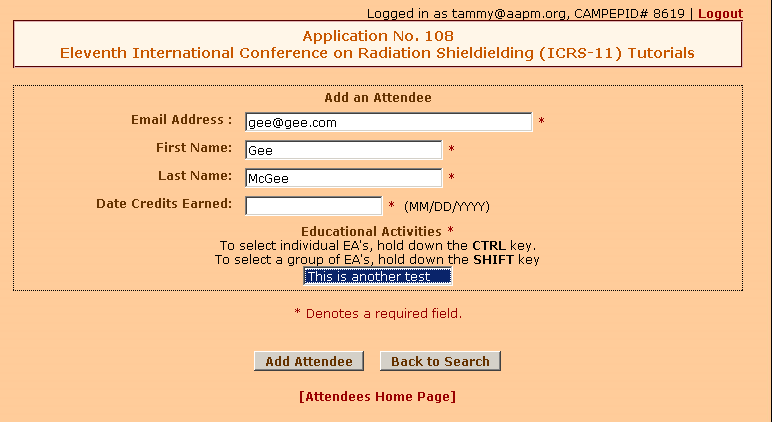 Logged in as tammy@aapm.org, CAMPEPID# 8619 | Logout
Application No. 108
Eleventh International Conference on Radiation Shieldielding (ICRS-11) Tutorials
Add an Attendee
Email Address : gee@gee.com *
First Name: Gee *
Last Name: McGee *
Date Credits Earned: * (MM/DD/YYYY)
Educational Activities *
To select individual EA's, hold down the CTRL key.
To select a group of EA's, hold down the SHIFT key
This is another test
* Denotes a required field.
Add Attendee Back to Search
[Attendees Home Page]